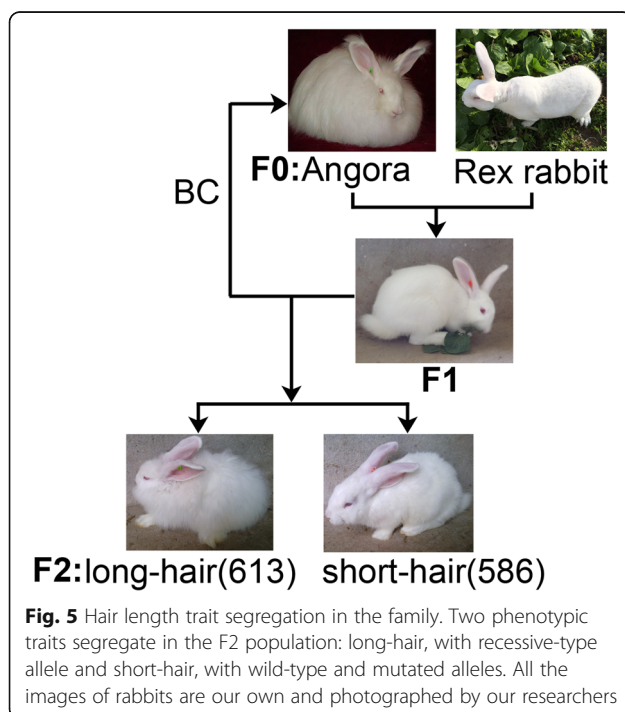 F0:Angora Rex rabbit
BC
F1
F2:long-hair(613) short-hair(586)
Fig. 5 Hair length trait segregation in the family. Two phenotypic
traits segregate in the F2 population: long-hair, with recessive-type
allele and short-hair, with wild-type and mutated alleles. All the
images of rabbits are our own and photographed by our researchers